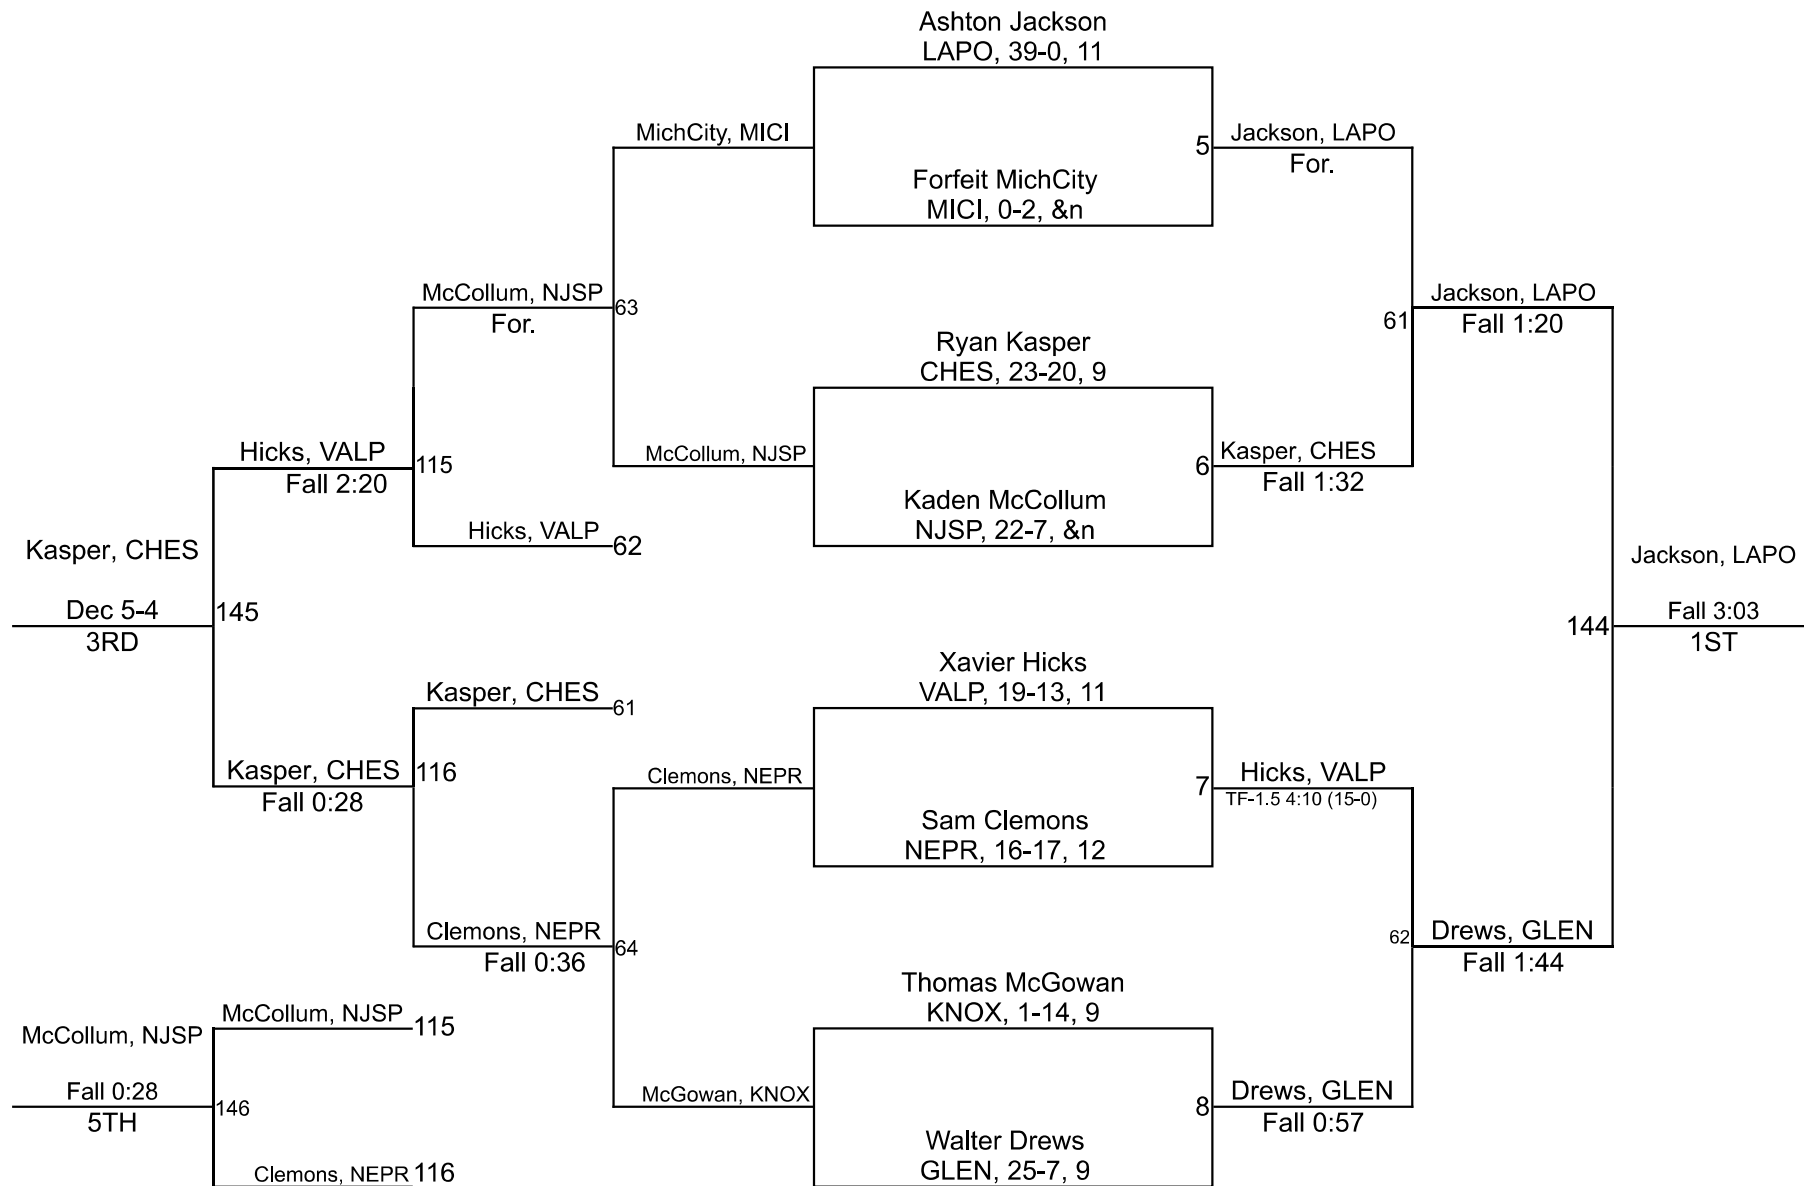 Ashton Jackson
LAPO, 39-0, 11
MichCity, MICI
5
Jackson, LAPO
For.
Forfeit MichCity
MICI, 0-2, &n
McCollum, NJSP
For.
63
61
Jackson, LAPO
Fall 1:20
Ryan Kasper
CHES, 23-20, 9
Hicks, VALP
Fall 2:20
115
McCollum, NJSP
6
Kasper, CHES
Fall 1:32
Kaden McCollum
NJSP, 22-7, &n
Hicks, VALP
62
Kasper, CHES
Dec 5-4
3RD
145
Jackson, LAPO
144
Fall 3:03
1ST
Xavier Hicks
VALP, 19-13, 11
Kasper, CHES
61
Kasper, CHES
Fall 0:28
116
Clemons, NEPR
7
Hicks, VALP
TF-1.5 4:10 (15-0)
Sam Clemons
NEPR, 16-17, 12
Clemons, NEPR
Fall 0:36
64
62
Drews, GLEN
Fall 1:44
Thomas McGowan
KNOX, 1-14, 9
McCollum, NJSP
115
McCollum, NJSP
Fall 0:28
5TH
146
McGowan, KNOX
8
Drews, GLEN
Fall 0:57
Walter Drews
GLEN, 25-7, 9
Clemons, NEPR
116